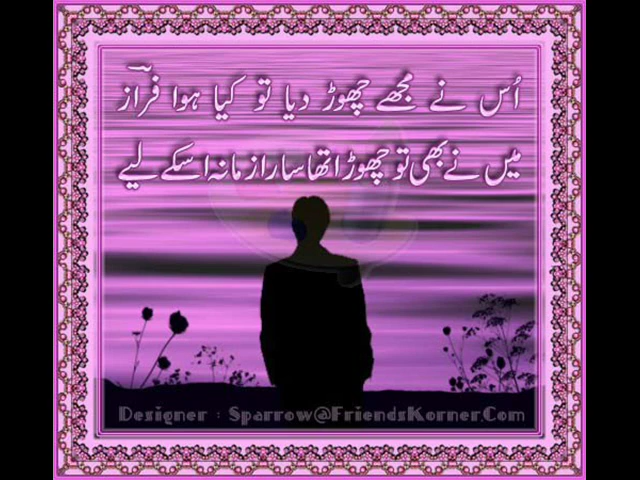 اُس نے مجھے چھوڑ دیا تو کیا ہوا فرازؔ
میں نے بھی تو چھوڑا تھا سارا زمانہ اسکے لیے
Designer : Sparrow@FriendsKorner.Com